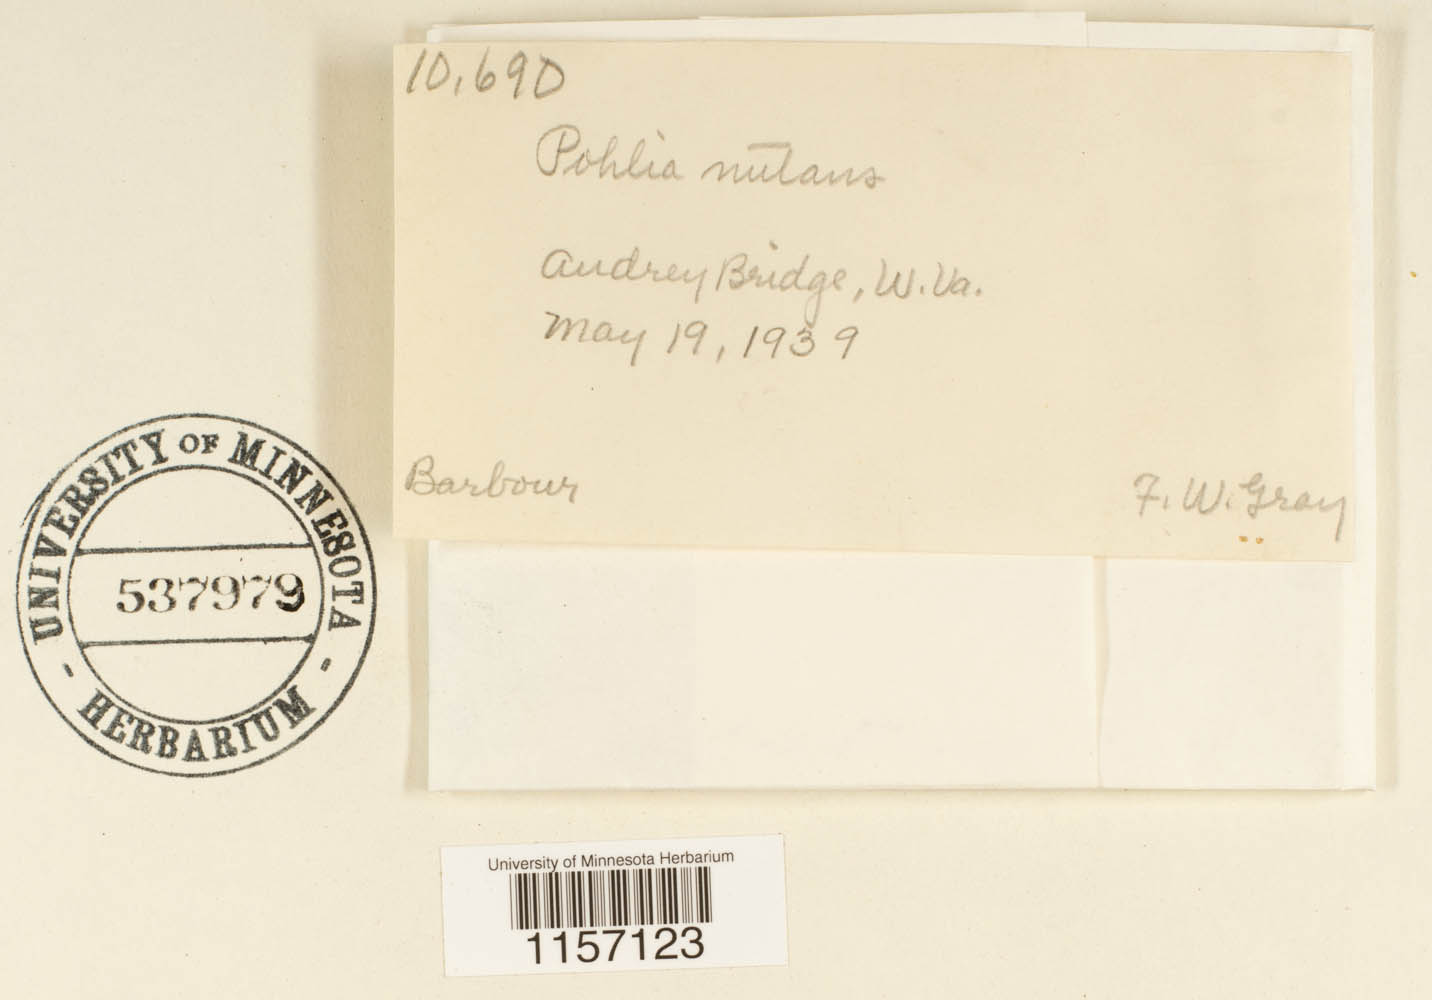 10,690
Pohlia nutans
Audrey Bridge, W.Va.
May 19, 1939
Barbour
F. W. Gray
UNIVERSITY OF MINNESOTA
537979
- HERBARIUM -
University of Minnesota Herbarium
1157123